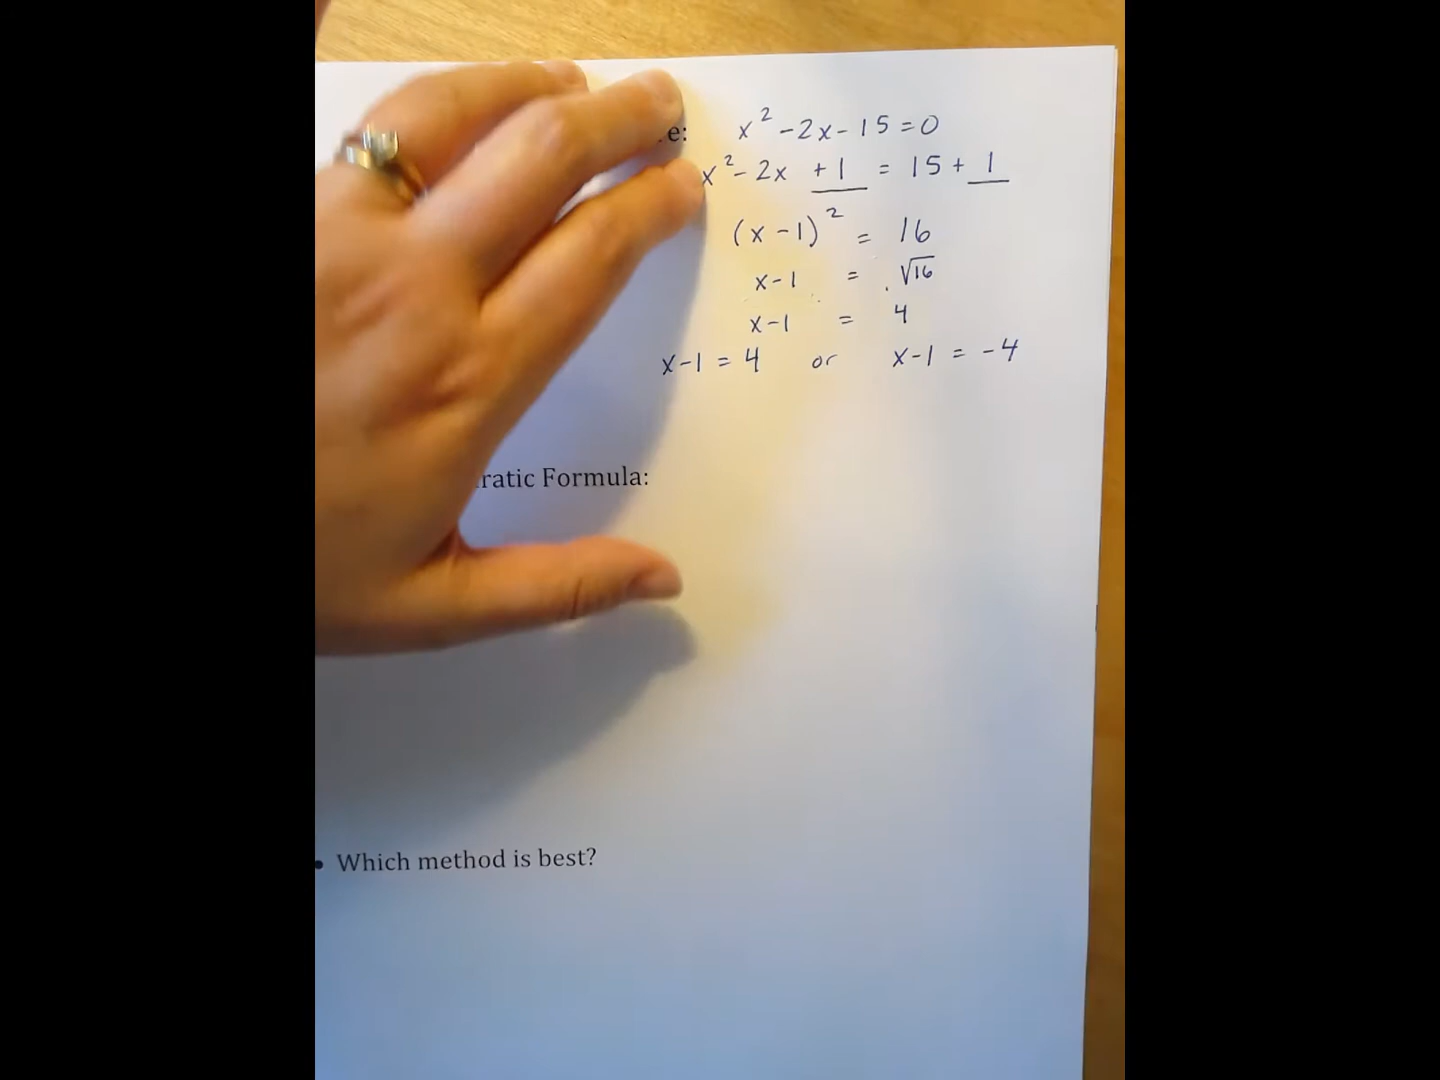 x² - 2x - 15 = 0
x² - 2x + 1 = 15 + 1
(x - 1)² = 16
x - 1 = √16
x - 1 = 4
x - 1 = 4 or x - 1 = -4
Formula:
• Which method is best?